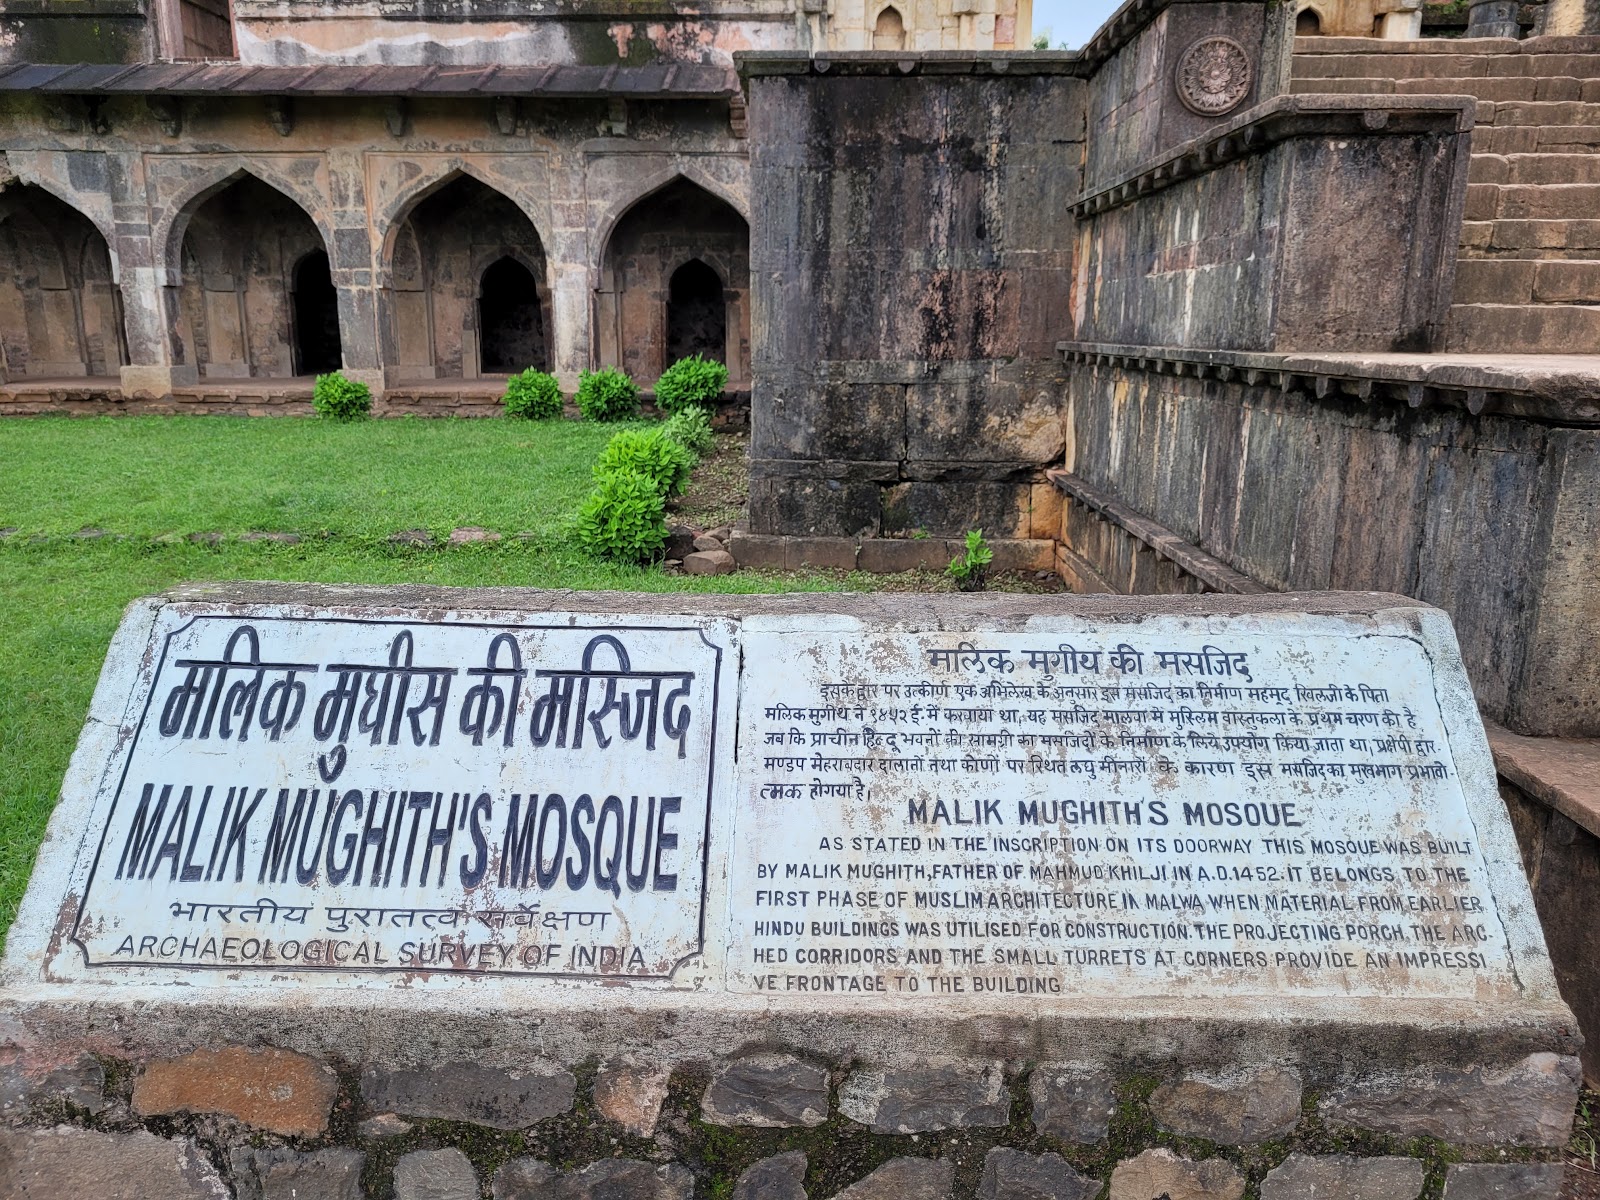 मलिक मुघीस की मस्जिद
MALIK MUGHITH'S MOSQUE
भारतीय पुरातत्व सर्वेक्षण
ARCHAEOLOGICAL SURVEY OF INDIA
मलिक मुगीथ की मसजिद
इसके द्वार पर उत्कीर्ण एक अभिलेख के अनुसार इस मसजिद का निर्माण महमूद खिलजी के पिता
मलिक मुगीथ ने १४५२ ई. में करवाया था, यह मसजिद मालवा में मुस्लिम वास्तुकला के प्रथम चरण की है
जब कि प्राचीन हिन्दू भवनों की सामग्री का मसजिदों के निर्माण के लिये उपयोग किया जाता था, प्रक्षेपी द्वार-
मण्डप मेहराबदार दालानों तथा कोणों पर स्थित लघु मीनारों के कारण इस मसजिद का मुखभाग प्रभावो-
त्मक होगया है।
MALIK MUGHITH'S MOSQUE
AS STATED IN THE INSCRIPTION ON ITS DOORWAY THIS MOSQUE WAS BUILT
BY MALIK MUGHITH, FATHER OF MAHMUD KHILJI IN A.D.1452. IT BELONGS TO THE
FIRST PHASE OF MUSLIM ARCHITECTURE IN MALWA WHEN MATERIAL FROM EARLIER
HINDU BUILDINGS WAS UTILISED FOR CONSTRUCTION. THE PROJECTING PORCH, THE ARC-
HED CORRIDORS AND THE SMALL TURRETS AT CORNERS PROVIDE AN IMPRESSI
VE FRONTAGE TO THE BUILDING